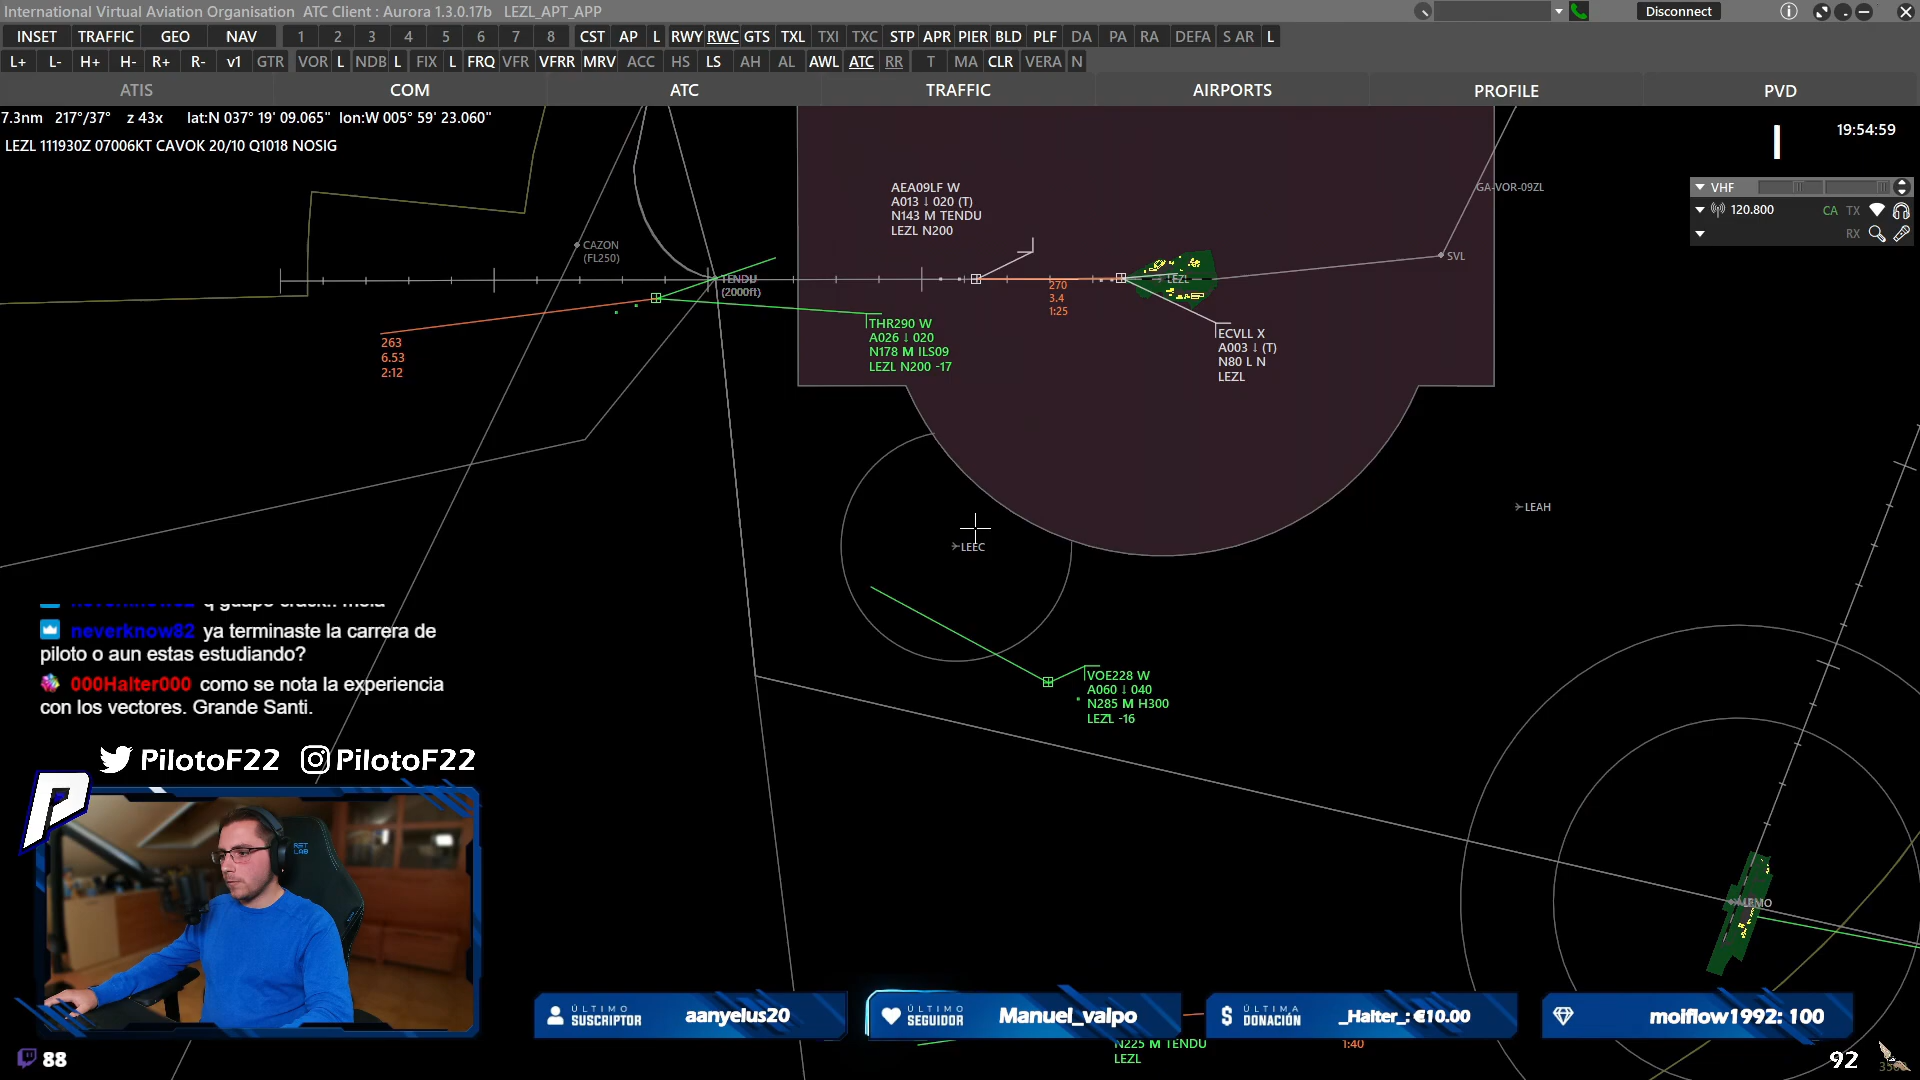 International Virtual Aviation Organisation ATC Client : Aurora 1.3.0.17b LEZL_APT_APP
Disconnect
INSET TRAFFIC GEO NAV 1 2 3 4 5 6 7 8 CST AP L RWY RWC GTS TXL TXI TXC STP APR PIER BLD PLF DA PA RA DEFA S AR L
L+ L- H+ H- R+ R- v1 GTR VOR L NDB L FIX L FRQ VFR VFRR MRV ACC HS LS AH AL AWL ATC RR T MA CLR VERA N
ATIS COM ATC TRAFFIC AIRPORTS PROFILE PVD
7.3nm 217°/37° z 43x lat:N 037° 19' 09.065" lon:W 005° 59' 23.060"
LEZL 111930Z 07006KT CAVOK 20/10 Q1018 NOSIG
19:54:59
VHF
120.800 CA TX
RX
GA-VOR-09ZL
AEA09LF W
A013 ↓ 020 (T)
N143 M TENDU
LEZL N200
CAZON
(FL250)
SVL
TENDU
(2000ft)
LEZL
270
3.4
1:25
THR290 W
A026 ↓ 020
N178 M ILS09
LEZL N200 -17
ECVLL X
A003 ↓ (T)
N80 L N
LEZL
263
6.53
2:12
LEAH
LEEC
VOE228 W
A060 ↓ 040
N285 M H300
LEZL -16
neverknow82 ya terminaste la carrera de
piloto o aun estas estudiando?
000Halter000 como se nota la experiencia
con los vectores. Grande Santi.
PilotoF22 PilotoF22
P
LEMO
ÚLTIMO
SUSCRIPTOR
aanyelus20
ÚLTIMO
SEGUIDOR
Manuel_valpo
ÚLTIMA
DONACIÓN
_Halter_: €10.00
moiflow1992: 100
N225 M TENDU
LEZL
1:40
88
92